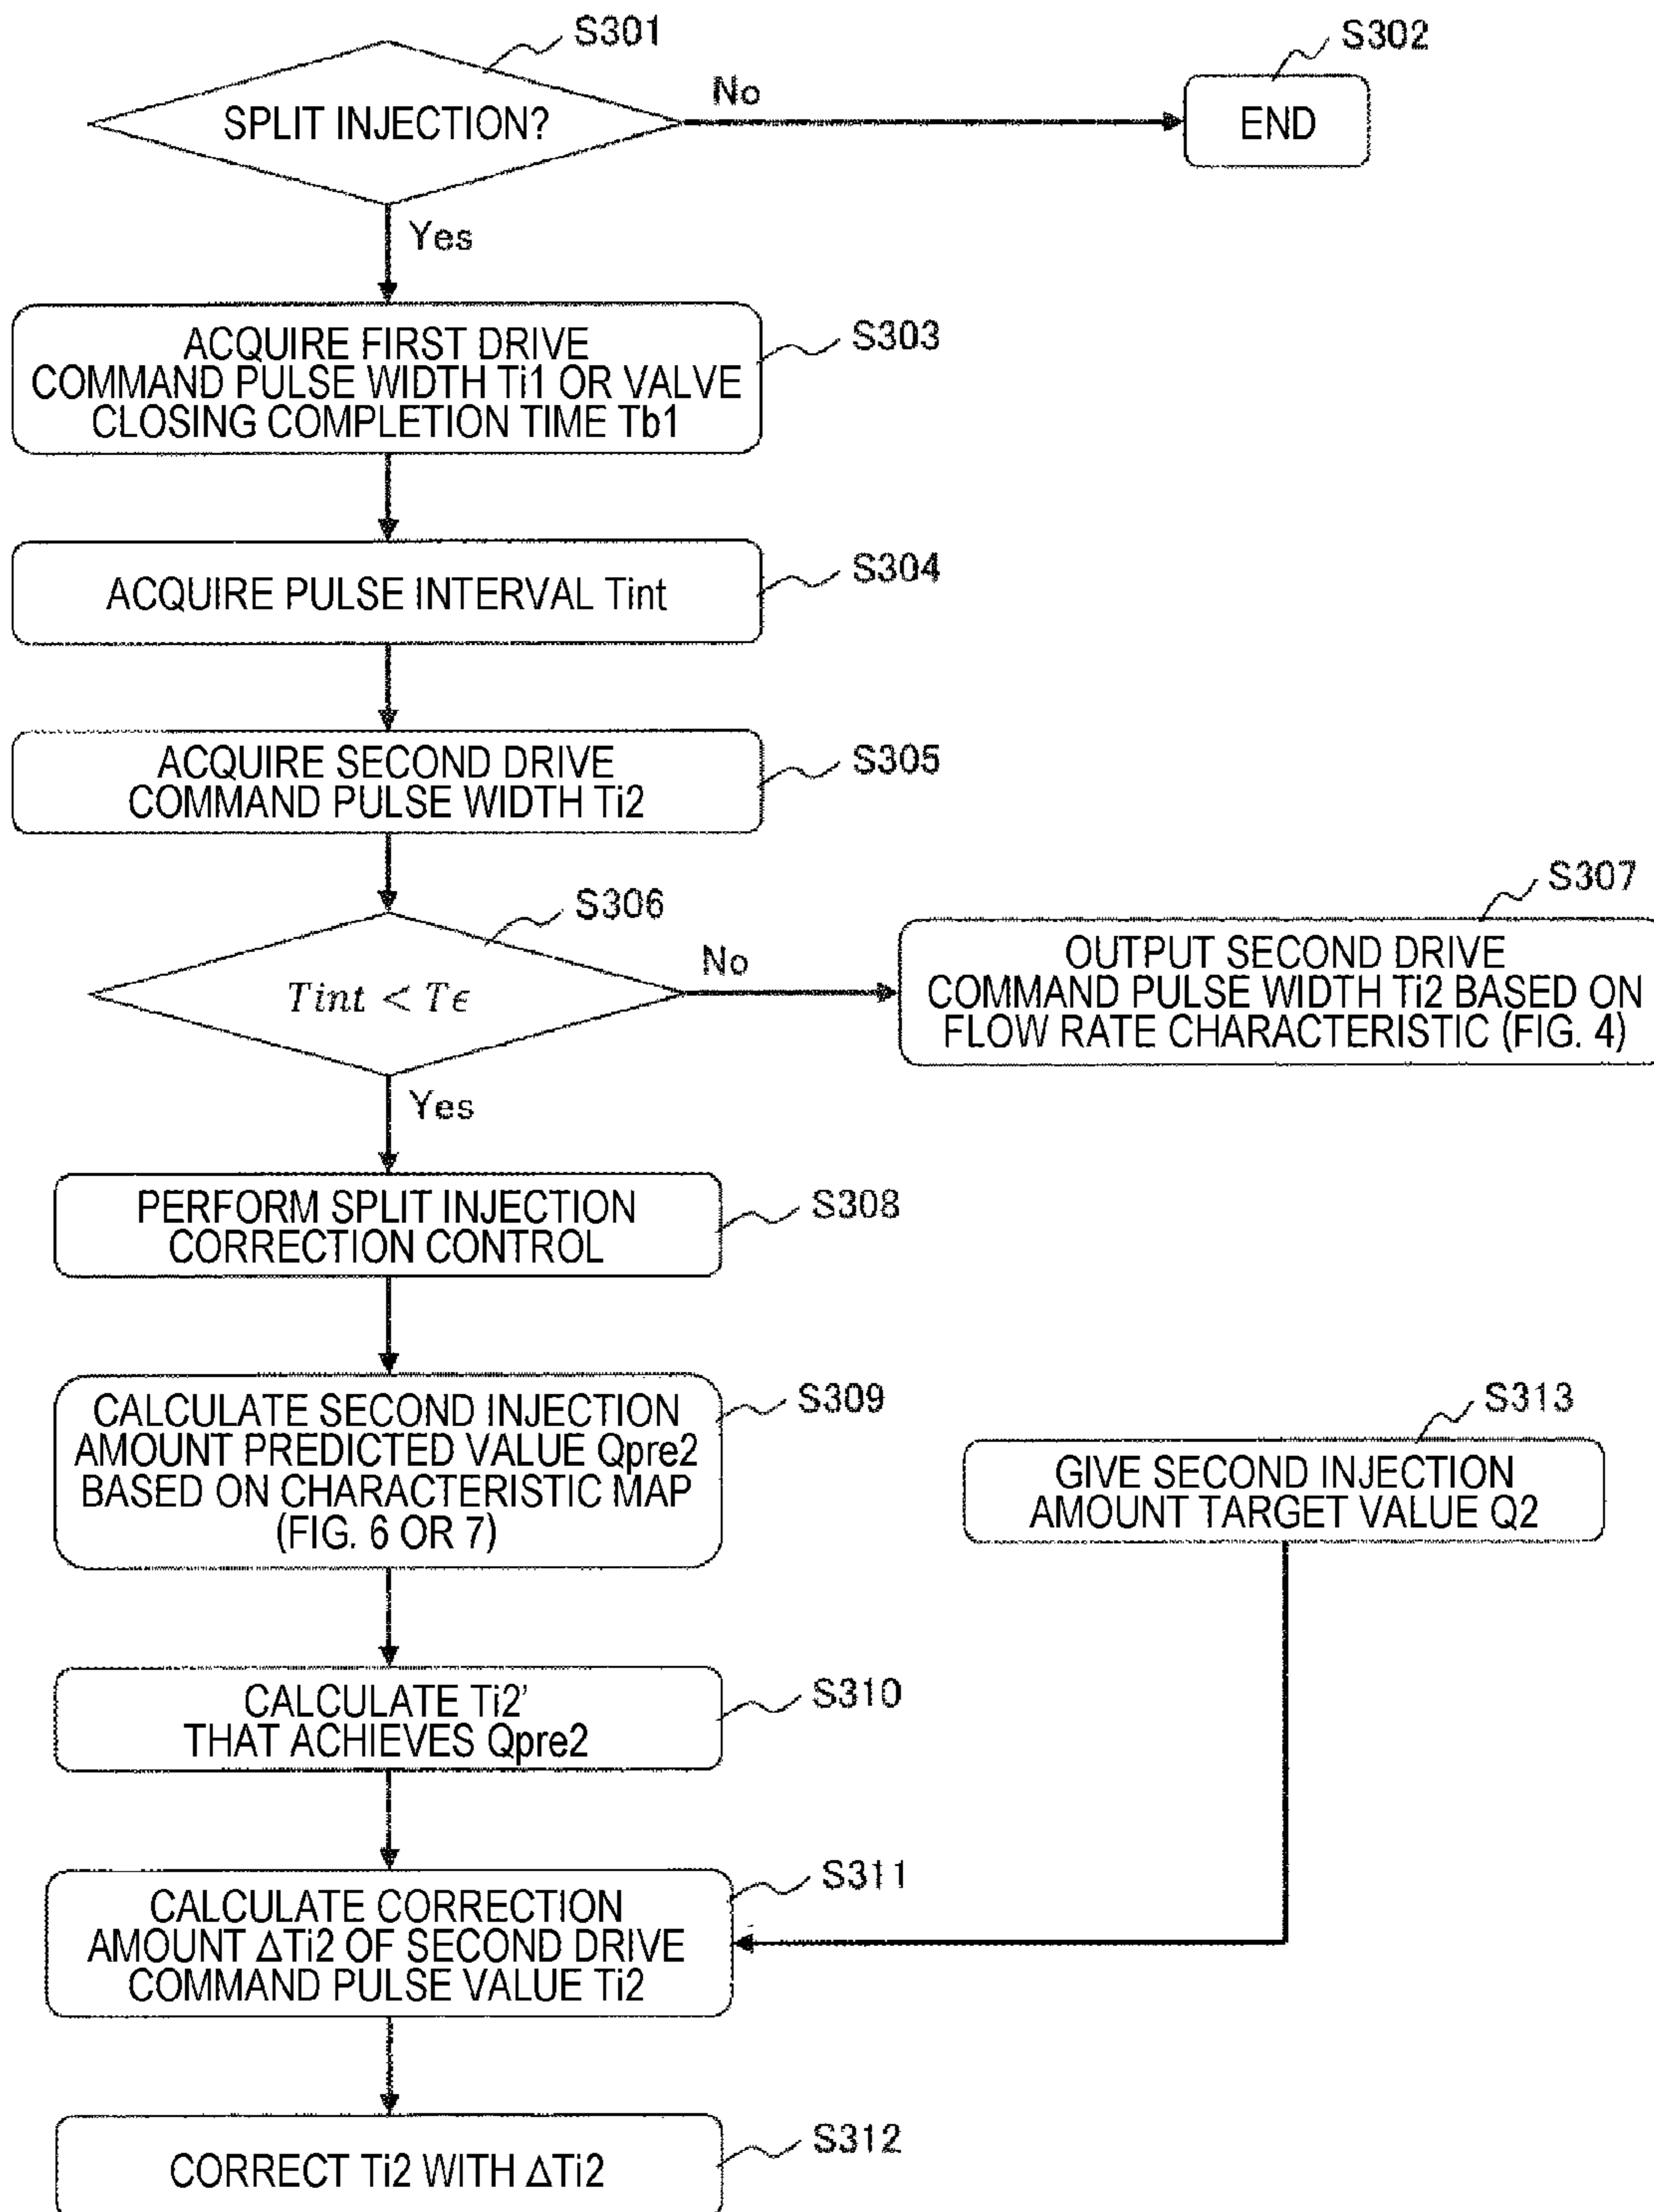 S301
SPLIT INJECTION?
No
S302
END
Yes
ACQUIRE FIRST DRIVE
COMMAND PULSE WIDTH Ti1 OR VALVE
CLOSING COMPLETION TIME Tb1
S303
ACQUIRE PULSE INTERVAL Tint
S304
ACQUIRE SECOND DRIVE
COMMAND PULSE WIDTH Ti2
S305
Tint < Tϵ
S306
No
S307
OUTPUT SECOND DRIVE
COMMAND PULSE WIDTH Ti2 BASED ON
FLOW RATE CHARACTERISTIC (FIG. 4)
Yes
PERFORM SPLIT INJECTION
CORRECTION CONTROL
S308
CALCULATE SECOND INJECTION
AMOUNT PREDICTED VALUE Qpre2
BASED ON CHARACTERISTIC MAP
(FIG. 6 OR 7)
S309
S313
GIVE SECOND INJECTION
AMOUNT TARGET VALUE Q2
CALCULATE Ti2'
THAT ACHIEVES Qpre2
S310
CALCULATE CORRECTION
AMOUNT ΔTi2 OF SECOND DRIVE
COMMAND PULSE VALUE Ti2
S311
CORRECT Ti2 WITH ΔTi2
S312